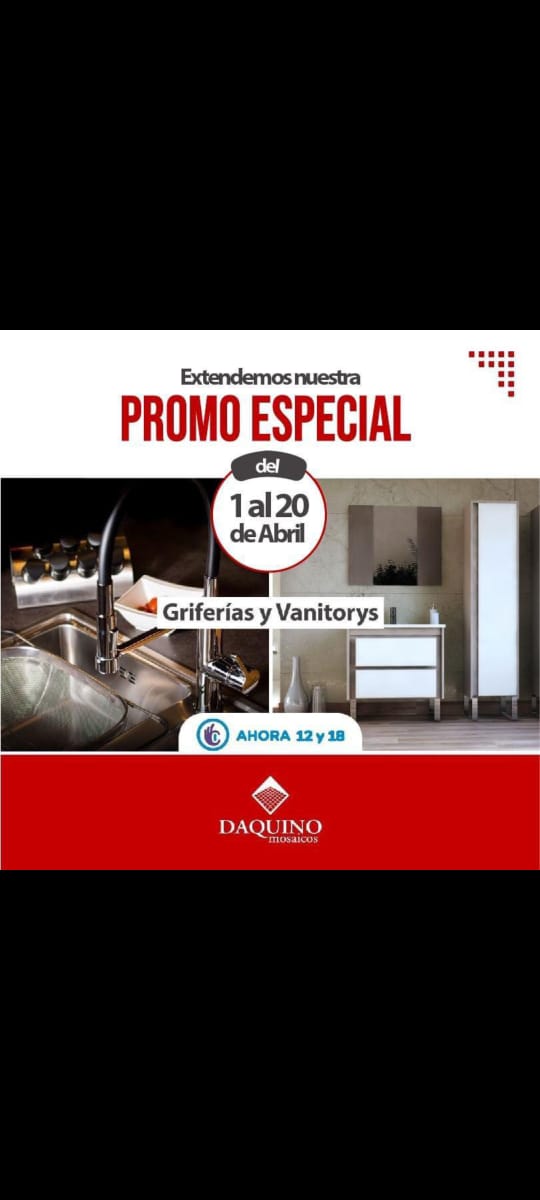 Extendemos nuestra
PROMO ESPECIAL
del
1 al 20
de Abril
Griferías y Vanitorys
AHORA 12 y 18
DAQUINO
mosaicos